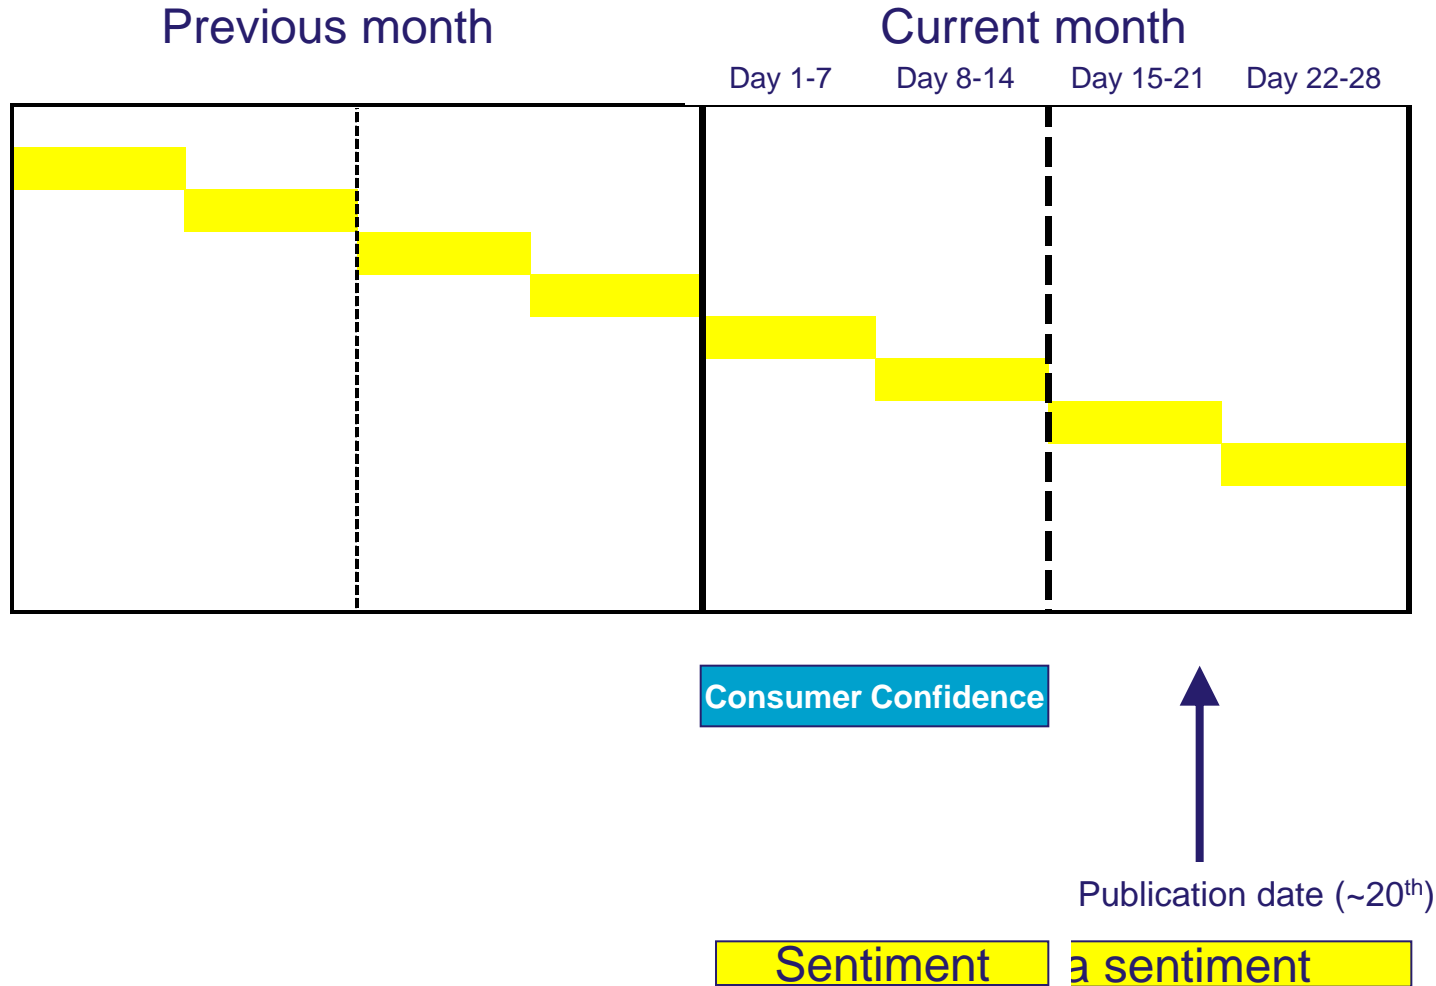 Previous month
Current month
Day 1-7
Day 8-14
Day 15-21
Day 22-28
Consumer Confidence
Publication date (~20th)
Sentiment
a sentiment